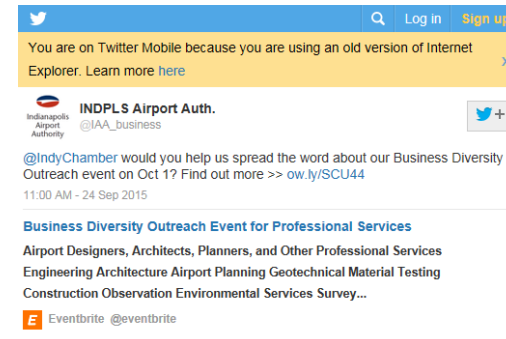 Log in Sign up
You are on Twitter Mobile because you are using an old version of Internet
Explorer. Learn more here
Indianapolis
Airport
Authority
INDPLS Airport Auth.
@IAA_business
@IndyChamber would you help us spread the word about our Business Diversity
Outreach event on Oct 1? Find out more >> ow.ly/SCU44
11:00 AM - 24 Sep 2015
Business Diversity Outreach Event for Professional Services
Airport Designers, Architects, Planners, and Other Professional Services
Engineering Architecture Airport Planning Geotechnical Material Testing
Construction Observation Environmental Services Survey...
E Eventbrite @eventbrite